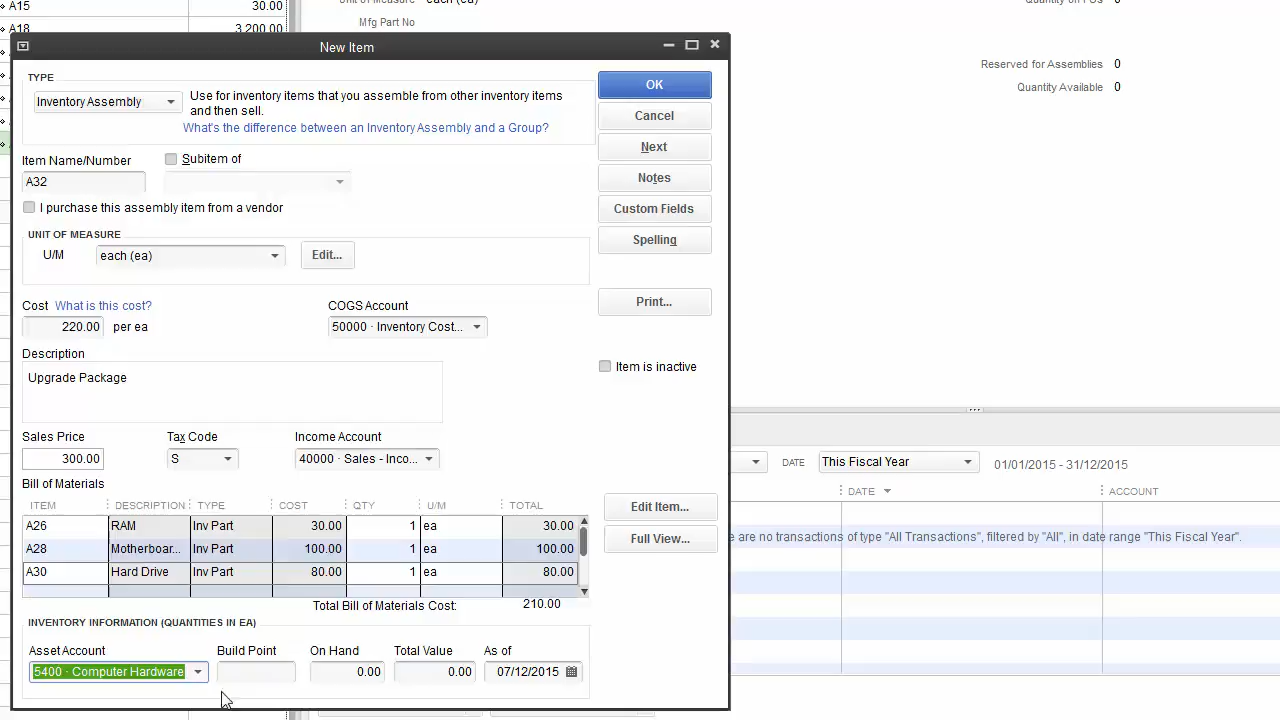 A15 30.00
A18 3,200.00
each (ea)
Mfg Part No
0
Reserved for Assemblies 0
Quantity Available 0
New Item
TYPE
Inventory Assembly
Use for inventory items that you assemble from other inventory items
and then sell.
What's the difference between an Inventory Assembly and a Group?
OK
Cancel
Next
Notes
Custom Fields
Spelling
Print...
Item Name/Number
Subitem of
A32
I purchase this assembly item from a vendor
UNIT OF MEASURE
U/M each (ea) Edit...
Cost What is this cost? COGS Account
220.00 per ea 50000 · Inventory Cost...
Description
Upgrade Package
Item is inactive
Sales Price Tax Code Income Account
300.00 S 40000 · Sales - Inco...
Bill of Materials
ITEM DESCRIPTION TYPE COST QTY U/M TOTAL
A26 RAM Inv Part 30.00 1 ea 30.00
A28 Motherboar... Inv Part 100.00 1 ea 100.00
A30 Hard Drive Inv Part 80.00 1 ea 80.00
Edit Item...
Full View...
Total Bill of Materials Cost: 210.00
INVENTORY INFORMATION (QUANTITIES IN EA)
Asset Account Build Point On Hand Total Value As of
5400 · Computer Hardware 0.00 0.00 07/12/2015
DATE This Fiscal Year 01/01/2015 - 31/12/2015
DATE ACCOUNT
e are no transactions of type "All Transactions", filtered by "All", in date range "This Fiscal Year".